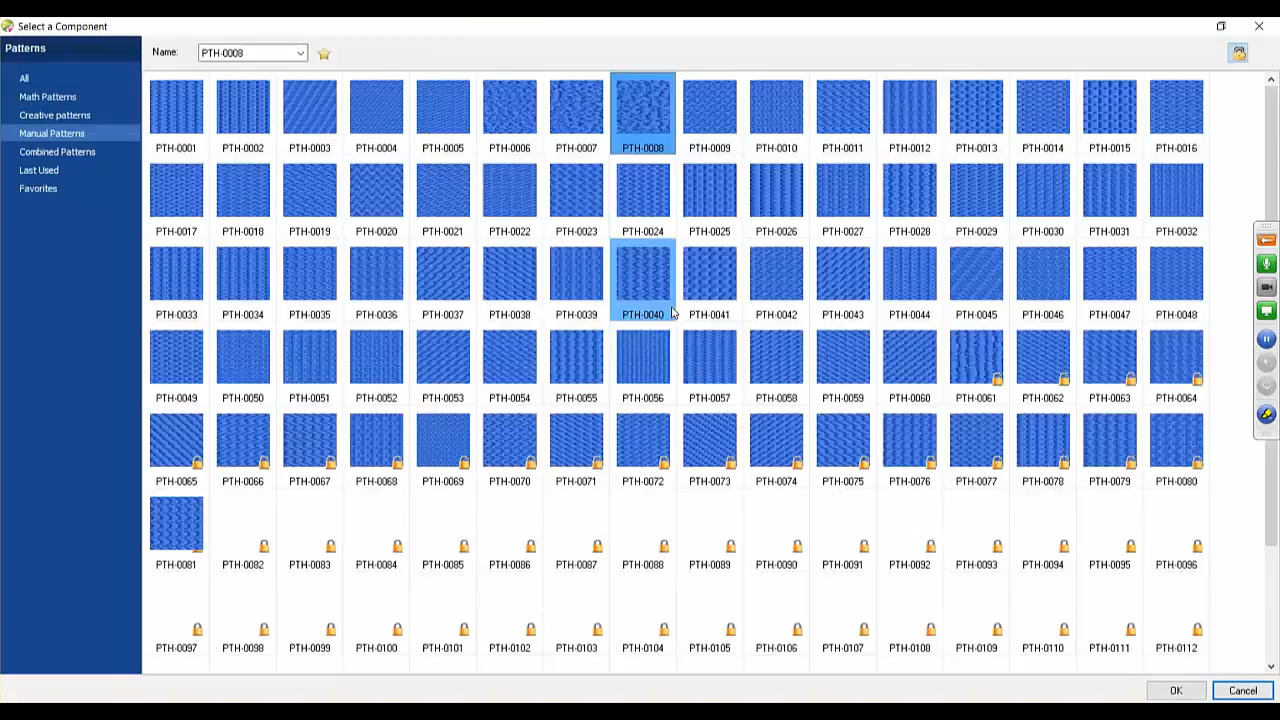 Select a Component
Patterns
Name: PTH-0008
All
Math Patterns
Creative patterns
Manual Patterns
Combined Patterns
Last Used
Favorites
PTH-0001 PTH-0002 PTH-0003 PTH-0004 PTH-0005 PTH-0006 PTH-0007 PTH-0008 PTH-0009 PTH-0010 PTH-0011 PTH-0012 PTH-0013 PTH-0014 PTH-0015 PTH-0016
PTH-0017 PTH-0018 PTH-0019 PTH-0020 PTH-0021 PTH-0022 PTH-0023 PTH-0024 PTH-0025 PTH-0026 PTH-0027 PTH-0028 PTH-0029 PTH-0030 PTH-0031 PTH-0032
PTH-0033 PTH-0034 PTH-0035 PTH-0036 PTH-0037 PTH-0038 PTH-0039 PTH-0040 PTH-0041 PTH-0042 PTH-0043 PTH-0044 PTH-0045 PTH-0046 PTH-0047 PTH-0048
PTH-0049 PTH-0050 PTH-0051 PTH-0052 PTH-0053 PTH-0054 PTH-0055 PTH-0056 PTH-0057 PTH-0058 PTH-0059 PTH-0060 PTH-0061 PTH-0062 PTH-0063 PTH-0064
PTH-0065 PTH-0066 PTH-0067 PTH-0068 PTH-0069 PTH-0070 PTH-0071 PTH-0072 PTH-0073 PTH-0074 PTH-0075 PTH-0076 PTH-0077 PTH-0078 PTH-0079 PTH-0080
PTH-0081 PTH-0082 PTH-0083 PTH-0084 PTH-0085 PTH-0086 PTH-0087 PTH-0088 PTH-0089 PTH-0090 PTH-0091 PTH-0092 PTH-0093 PTH-0094 PTH-0095 PTH-0096
PTH-0097 PTH-0098 PTH-0099 PTH-0100 PTH-0101 PTH-0102 PTH-0103 PTH-0104 PTH-0105 PTH-0106 PTH-0107 PTH-0108 PTH-0109 PTH-0110 PTH-0111 PTH-0112
OK Cancel